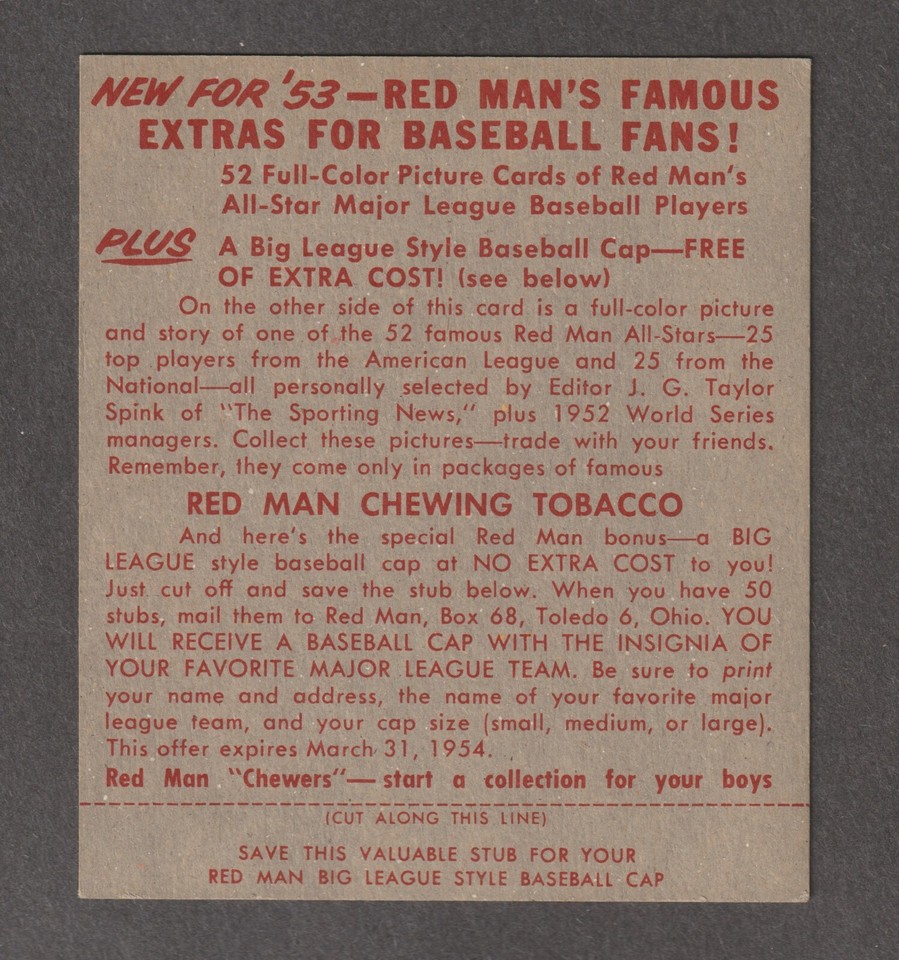 NEW FOR '53—RED MAN'S FAMOUS
EXTRAS FOR BASEBALL FANS!
52 Full-Color Picture Cards of Red Man's
All-Star Major League Baseball Players
PLUS A Big League Style Baseball Cap—FREE
OF EXTRA COST! (see below)
On the other side of this card is a full-color picture
and story of one of the 52 famous Red Man All-Stars—25
top players from the American League and 25 from the
National—all personally selected by Editor J. G. Taylor
Spink of "The Sporting News," plus 1952 World Series
managers. Collect these pictures—trade with your friends.
Remember, they come only in packages of famous
RED MAN CHEWING TOBACCO
And here's the special Red Man bonus—a BIG
LEAGUE style baseball cap at NO EXTRA COST to you!
Just cut off and save the stub below. When you have 50
stubs, mail them to Red Man, Box 68, Toledo 6, Ohio. YOU
WILL RECEIVE A BASEBALL CAP WITH THE INSIGNIA OF
YOUR FAVORITE MAJOR LEAGUE TEAM. Be sure to print
your name and address, the name of your favorite major
league team, and your cap size (small, medium, or large).
This offer expires March 31, 1954.
Red Man "Chewers"—start a collection for your boys
(CUT ALONG THIS LINE)
SAVE THIS VALUABLE STUB FOR YOUR
RED MAN BIG LEAGUE STYLE BASEBALL CAP